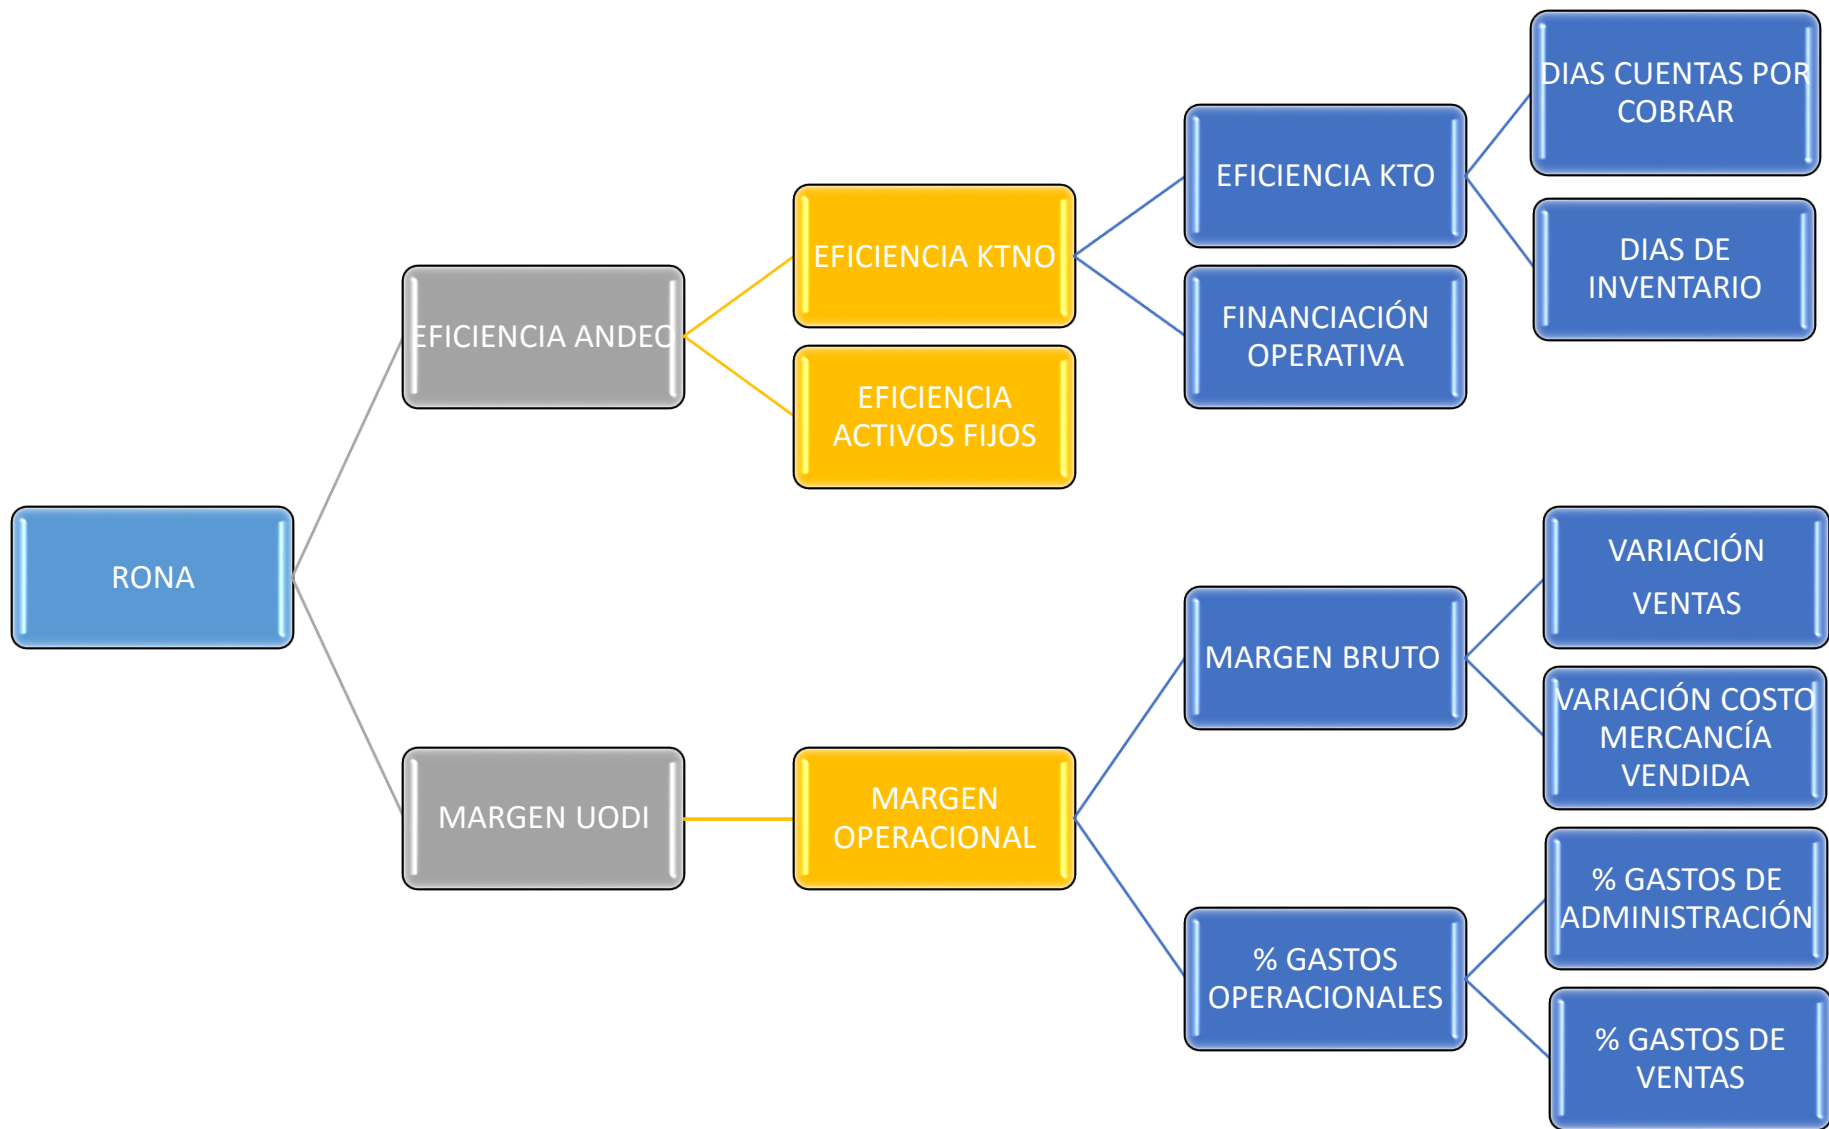 RONA
EFICIENCIA ANDEO
MARGEN UODI
EFICIENCIA KTNO
EFICIENCIA
ACTIVOS FIJOS
MARGEN
OPERACIONAL
EFICIENCIA KTO
FINANCIACIÓN
OPERATIVA
MARGEN BRUTO
% GASTOS
OPERACIONALES
DIAS CUENTAS POR
COBRAR
DIAS DE
INVENTARIO
VARIACIÓN
VENTAS
VARIACIÓN COSTO
MERCANCÍA
VENDIDA
% GASTOS DE
ADMINISTRACIÓN
% GASTOS DE
VENTAS